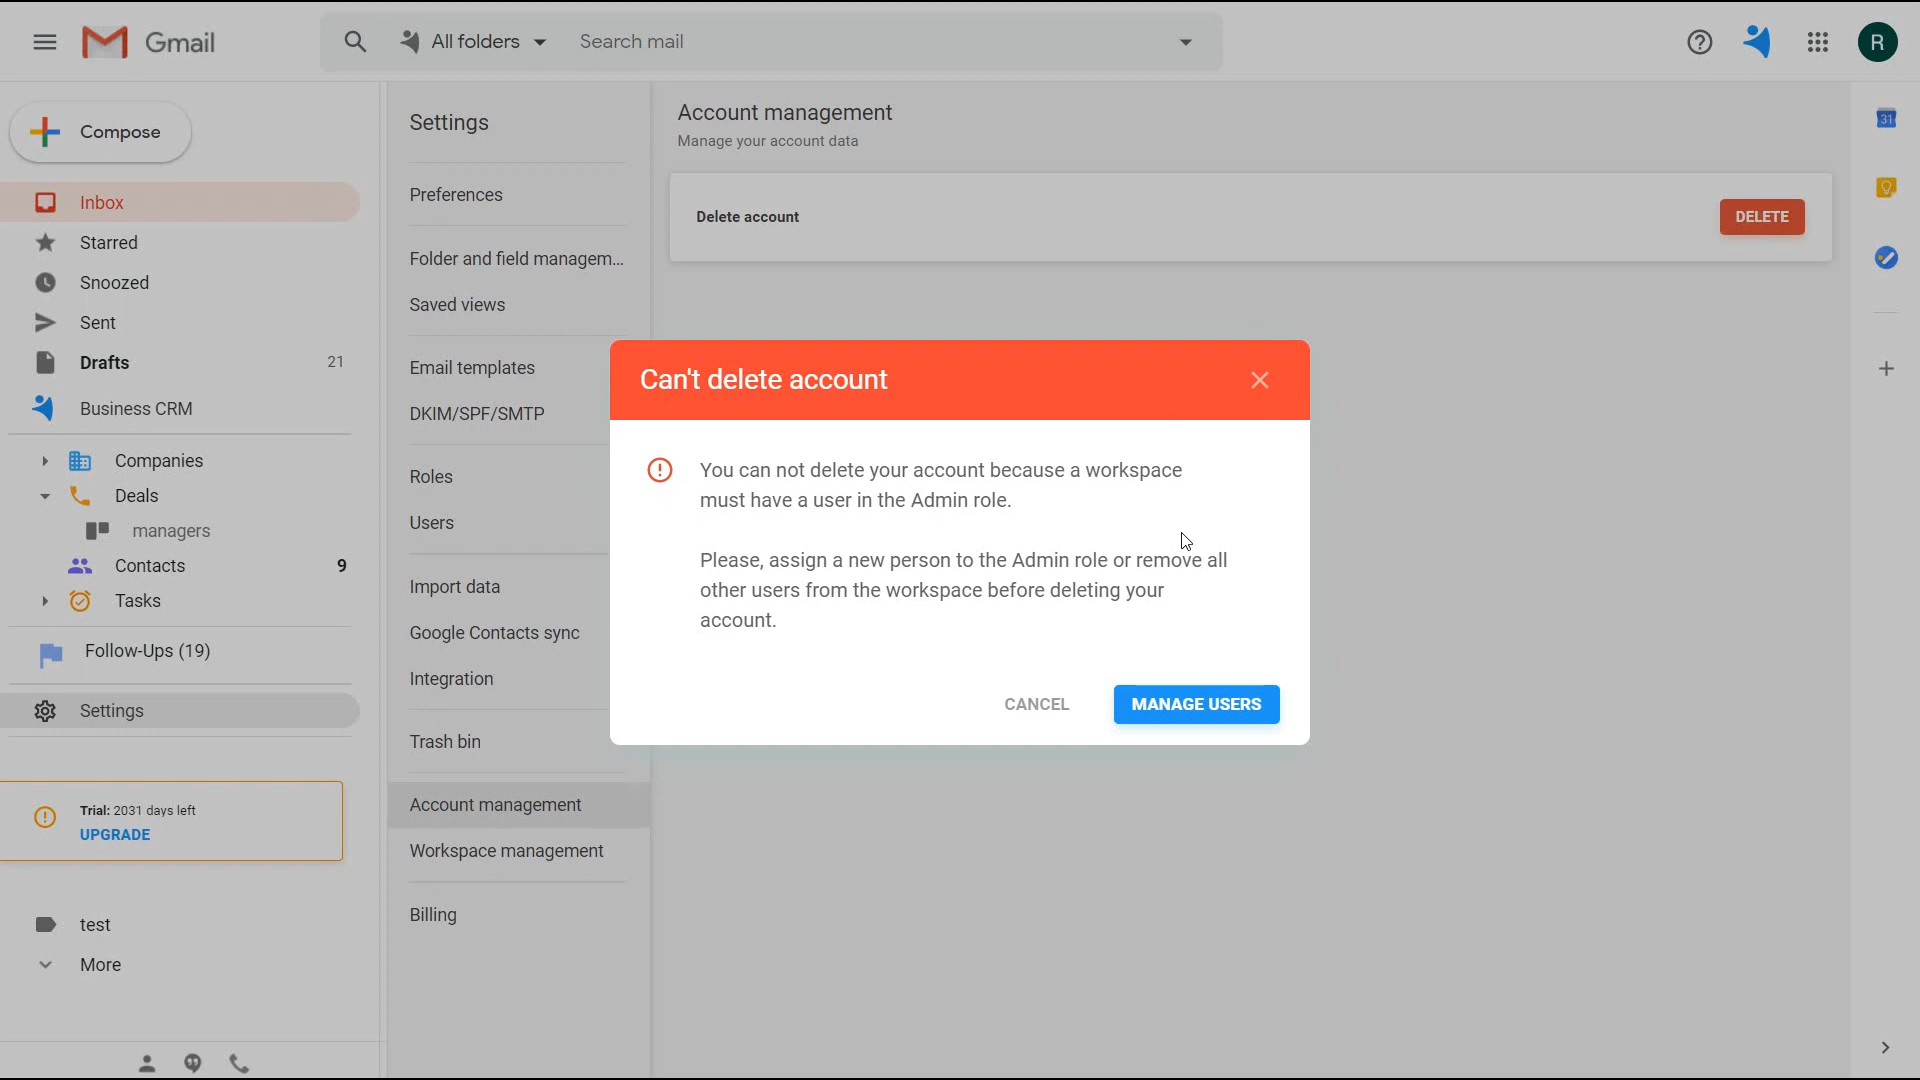 Gmail
All folders
Search mail
R
Compose
Inbox
Starred
Snoozed
Sent
Drafts 21
Business CRM
Companies
Deals
managers
Contacts 9
Tasks
Follow-Ups (19)
Settings
Trial: 2031 days left
UPGRADE
test
More
Settings
Preferences
Folder and field managem...
Saved views
Email templates
DKIM/SPF/SMTP
Roles
Users
Import data
Google Contacts sync
Integration
Trash bin
Account management
Workspace management
Billing
Account management
Manage your account data
Delete account
DELETE
Can't delete account
You can not delete your account because a workspace
must have a user in the Admin role.
Please, assign a new person to the Admin role or remove all
other users from the workspace before deleting your
account.
CANCEL
MANAGE USERS
31